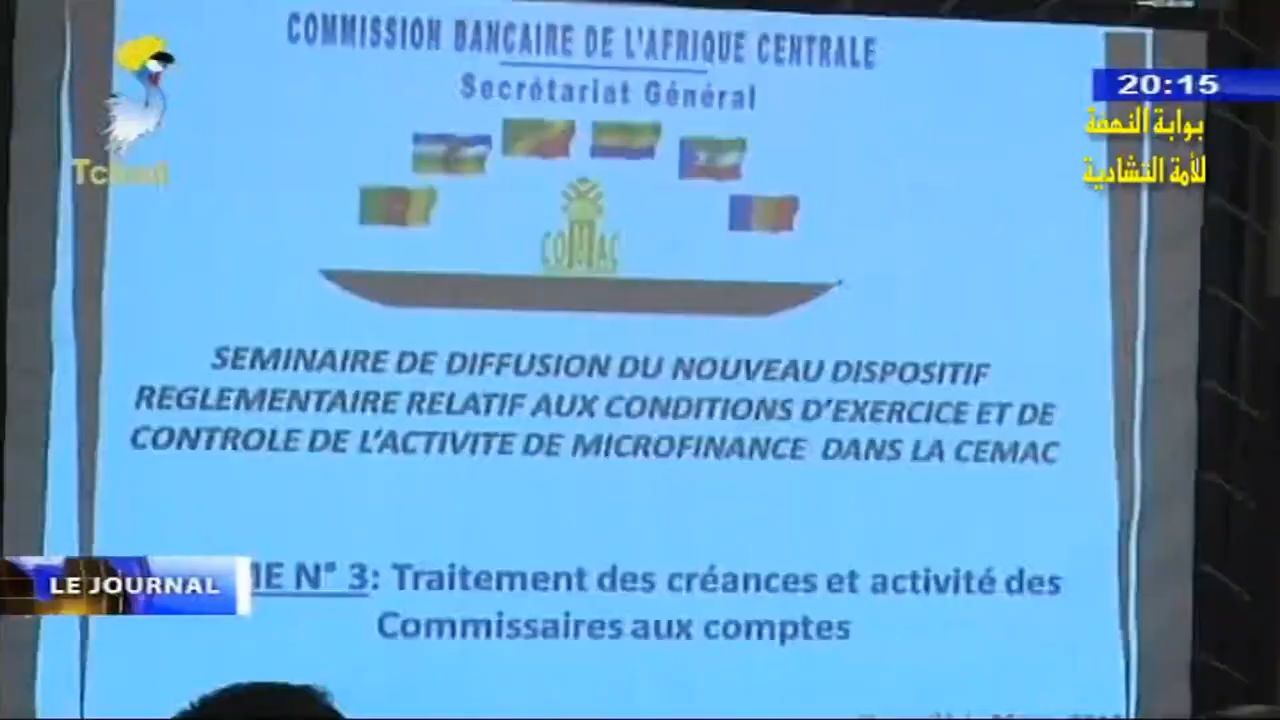 COMMISSION BANCAIRE DE L'AFRIQUE CENTRALE
Secrétariat Général
20:15
بوابة النهضة
للأمة التشادية
Tchad
CEMAC
SEMINAIRE DE DIFFUSION DU NOUVEAU DISPOSITIF
REGLEMENTAIRE RELATIF AUX CONDITIONS D'EXERCICE ET DE
CONTROLE DE L'ACTIVITE DE MICROFINANCE DANS LA CEMAC
LE JOURNAL
N° 3: Traitement des créances et activité des
Commissaires aux comptes